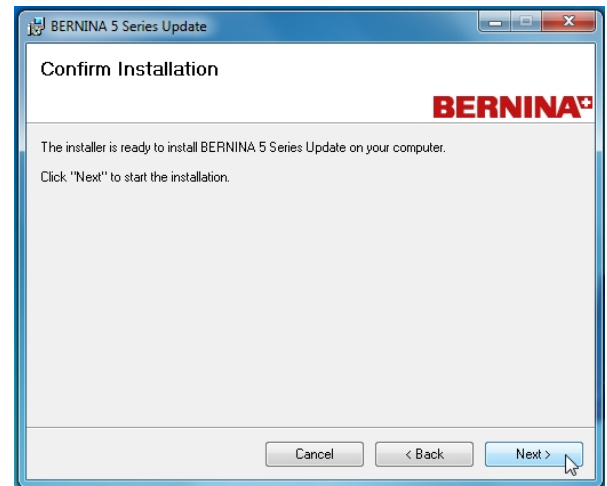 BERNINA 5 Series Update
Confirm Installation
BERNINA
The installer is ready to install BERNINA 5 Series Update on your computer.
Click "Next" to start the installation.
Cancel
< Back
Next >